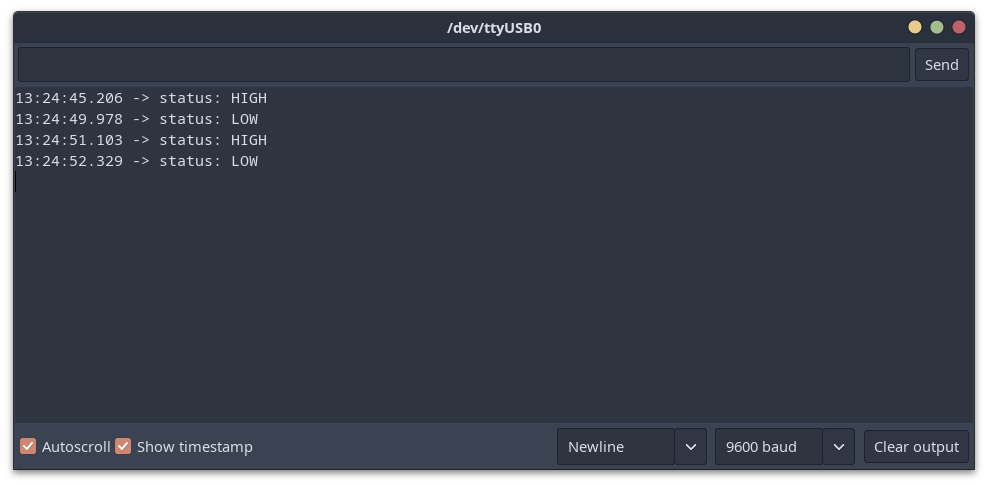 /dev/ttyUSB0
Send
13:24:45.206 -> status: HIGH
13:24:49.978 -> status: LOW
13:24:51.103 -> status: HIGH
13:24:52.329 -> status: LOW
Autoscroll Show timestamp Newline 9600 baud Clear output